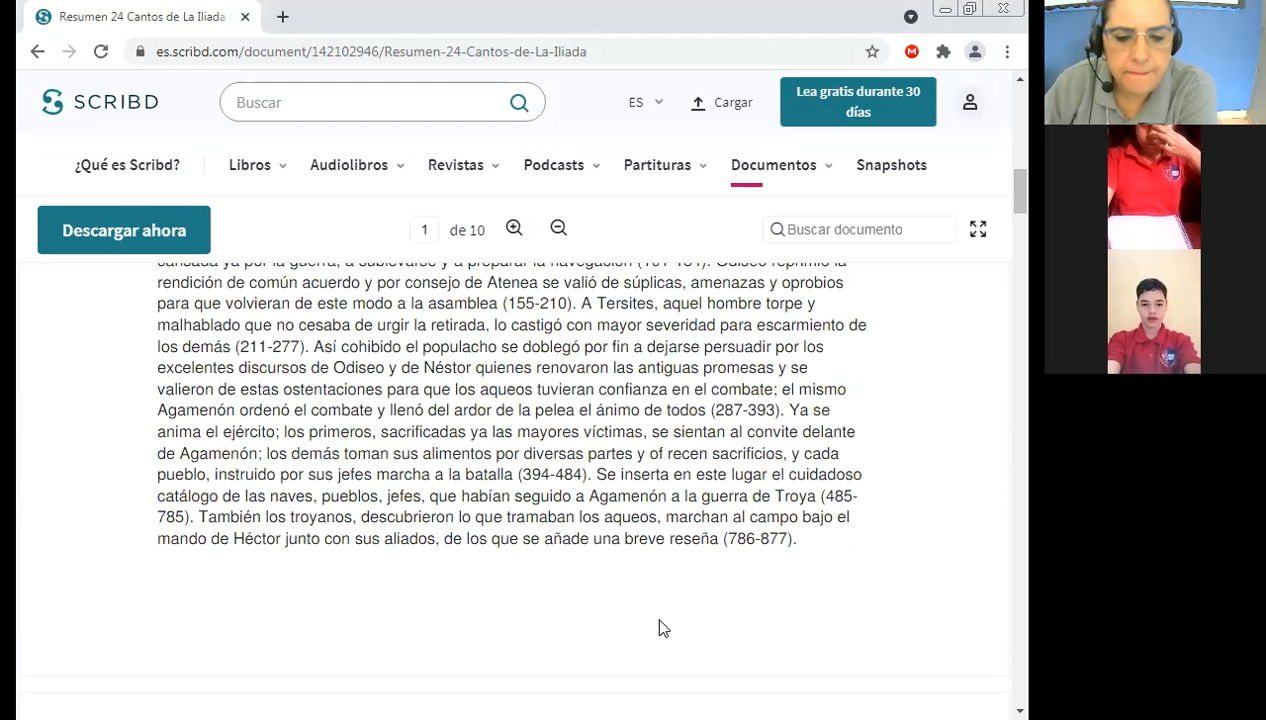 Resumen 24 Cantos de La Iliada
es.scribd.com/document/142102946/Resumen-24-Cantos-de-La-Iliada
M
SCRIBD
Buscar
ES
Cargar
Lea gratis durante 30
días
¿Qué es Scribd?
Libros
Audiolibros
Revistas
Podcasts
Partituras
Documentos
Snapshots
Descargar ahora
1 de 10
Buscar documento
cansada ya por la guerra, a sublevarse y a preparar la navegación
rendición de común acuerdo y por consejo de Atenea se valió de súplicas, amenazas y oprobios
para que volvieran de este modo a la asamblea (155-210). A Tersites, aquel hombre torpe y
malhablado que no cesaba de urgir la retirada, lo castigó con mayor severidad para escarmiento de
los demás (211-277). Así cohibido el populacho se doblegó por fin a dejarse persuadir por los
excelentes discursos de Odiseo y de Néstor quienes renovaron las antiguas promesas y se
valieron de estas ostentaciones para que los aqueos tuvieran confianza en el combate; el mismo
Agamenón ordenó el combate y llenó del ardor de la pelea el ánimo de todos (287-393). Ya se
anima el ejército; los primeros, sacrificadas ya las mayores víctimas, se sientan al convite delante
de Agamenón; los demás toman sus alimentos por diversas partes y of recen sacrificios, y cada
pueblo, instruido por sus jefes marcha a la batalla (394-484). Se inserta en este lugar el cuidadoso
catálogo de las naves, pueblos, jefes, que habían seguido a Agamenón a la guerra de Troya (485-
785). También los troyanos, descubrieron lo que tramaban los aqueos, marchan al campo bajo el
mando de Héctor junto con sus aliados, de los que se añade una breve reseña (786-877).